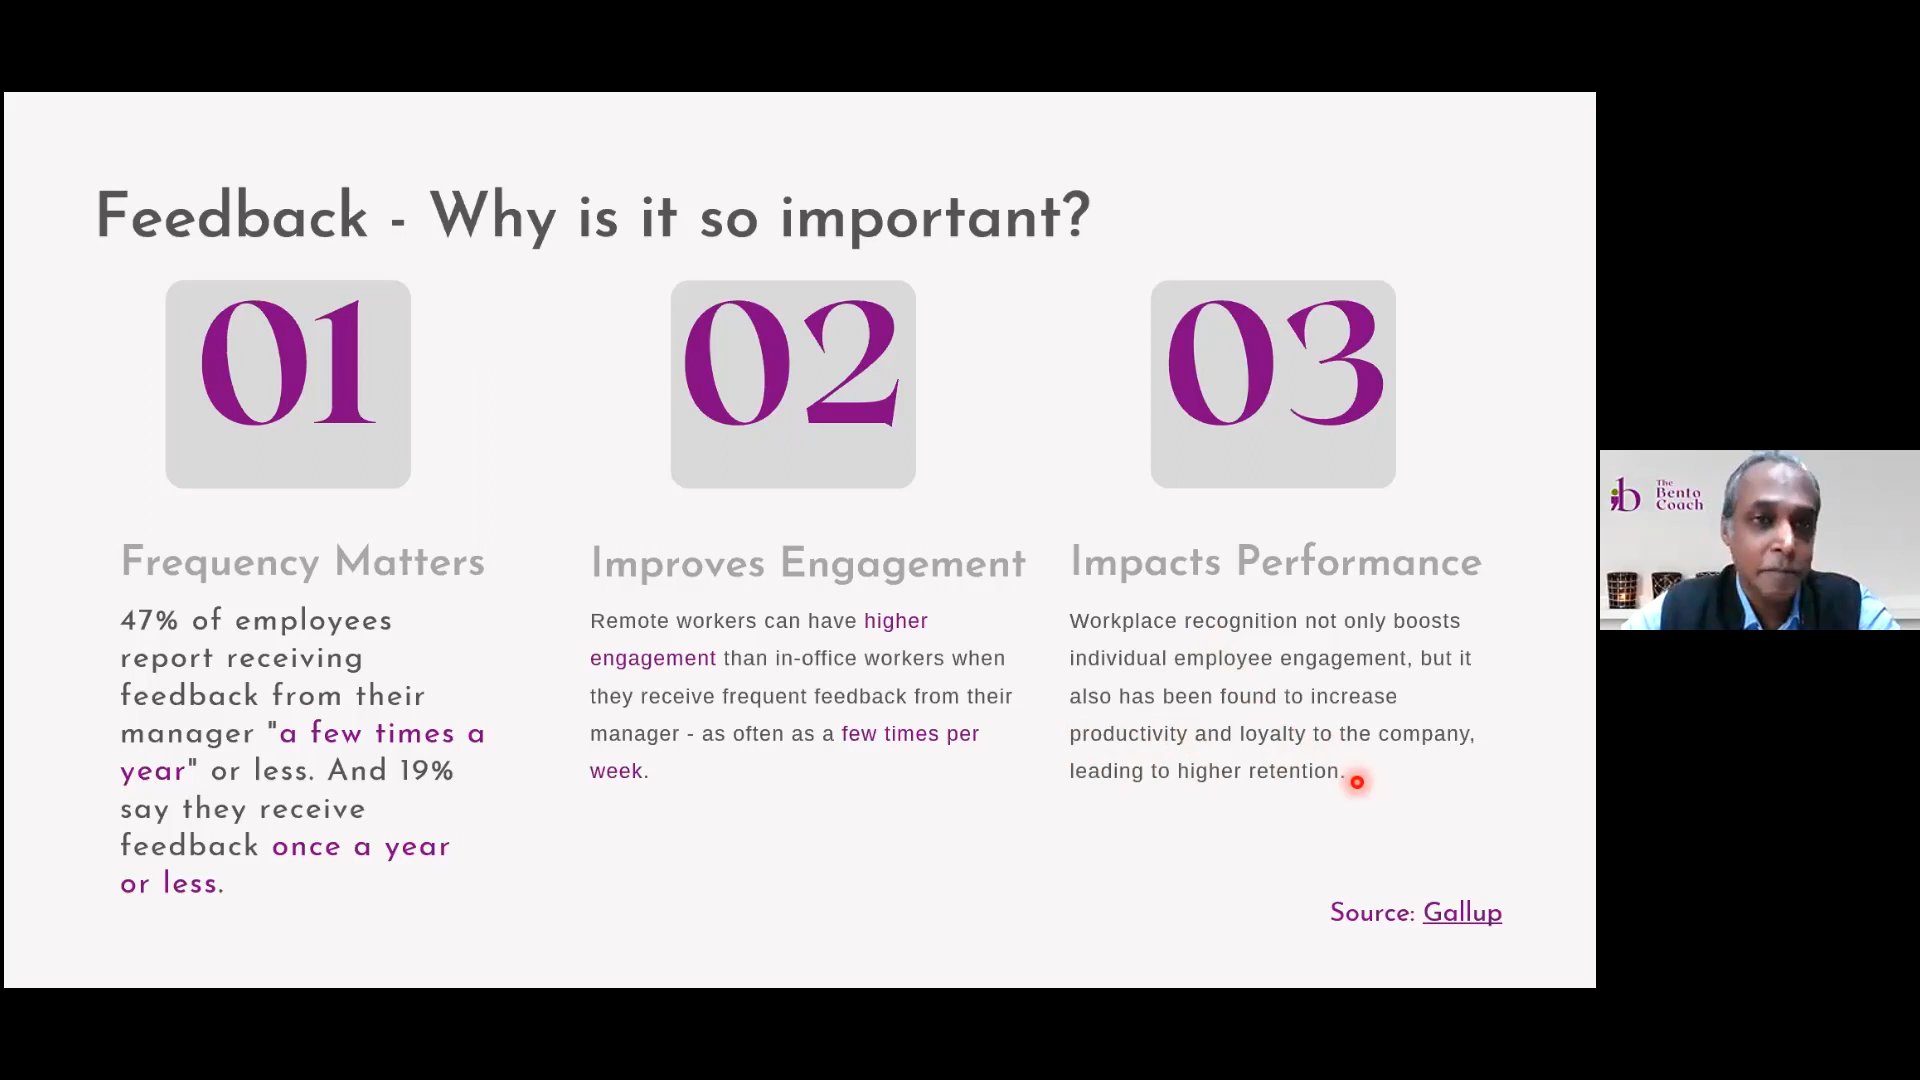 Feedback - Why is it so important?
01
Frequency Matters
47% of employees
report receiving
feedback from their
manager "a few times a
year" or less. And 19%
say they receive
feedback once a year
or less.
02
Improves Engagement
Remote workers can have higher
engagement than in-office workers when
they receive frequent feedback from their
manager - as often as a few times per
week.
03
Impacts Performance
Workplace recognition not only boosts
individual employee engagement, but it
also has been found to increase
productivity and loyalty to the company,
leading to higher retention.
Source: Gallup
b
The
Bento
Coach